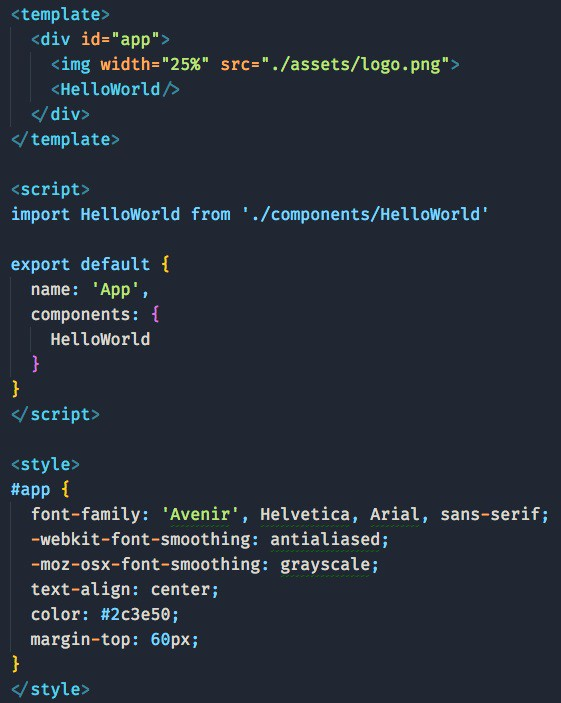 <template>
  <div id="app">
    <img width="25%" src="./assets/logo.png">
    <HelloWorld/>
  </div>
</template>

<script>
import HelloWorld from './components/HelloWorld'

export default {
  name: 'App',
  components: {
    HelloWorld
  }
}
</script>

<style>
#app {
  font-family: 'Avenir', Helvetica, Arial, sans-serif;
  -webkit-font-smoothing: antialiased;
  -moz-osx-font-smoothing: grayscale;
  text-align: center;
  color: #2c3e50;
  margin-top: 60px;
}
</style>